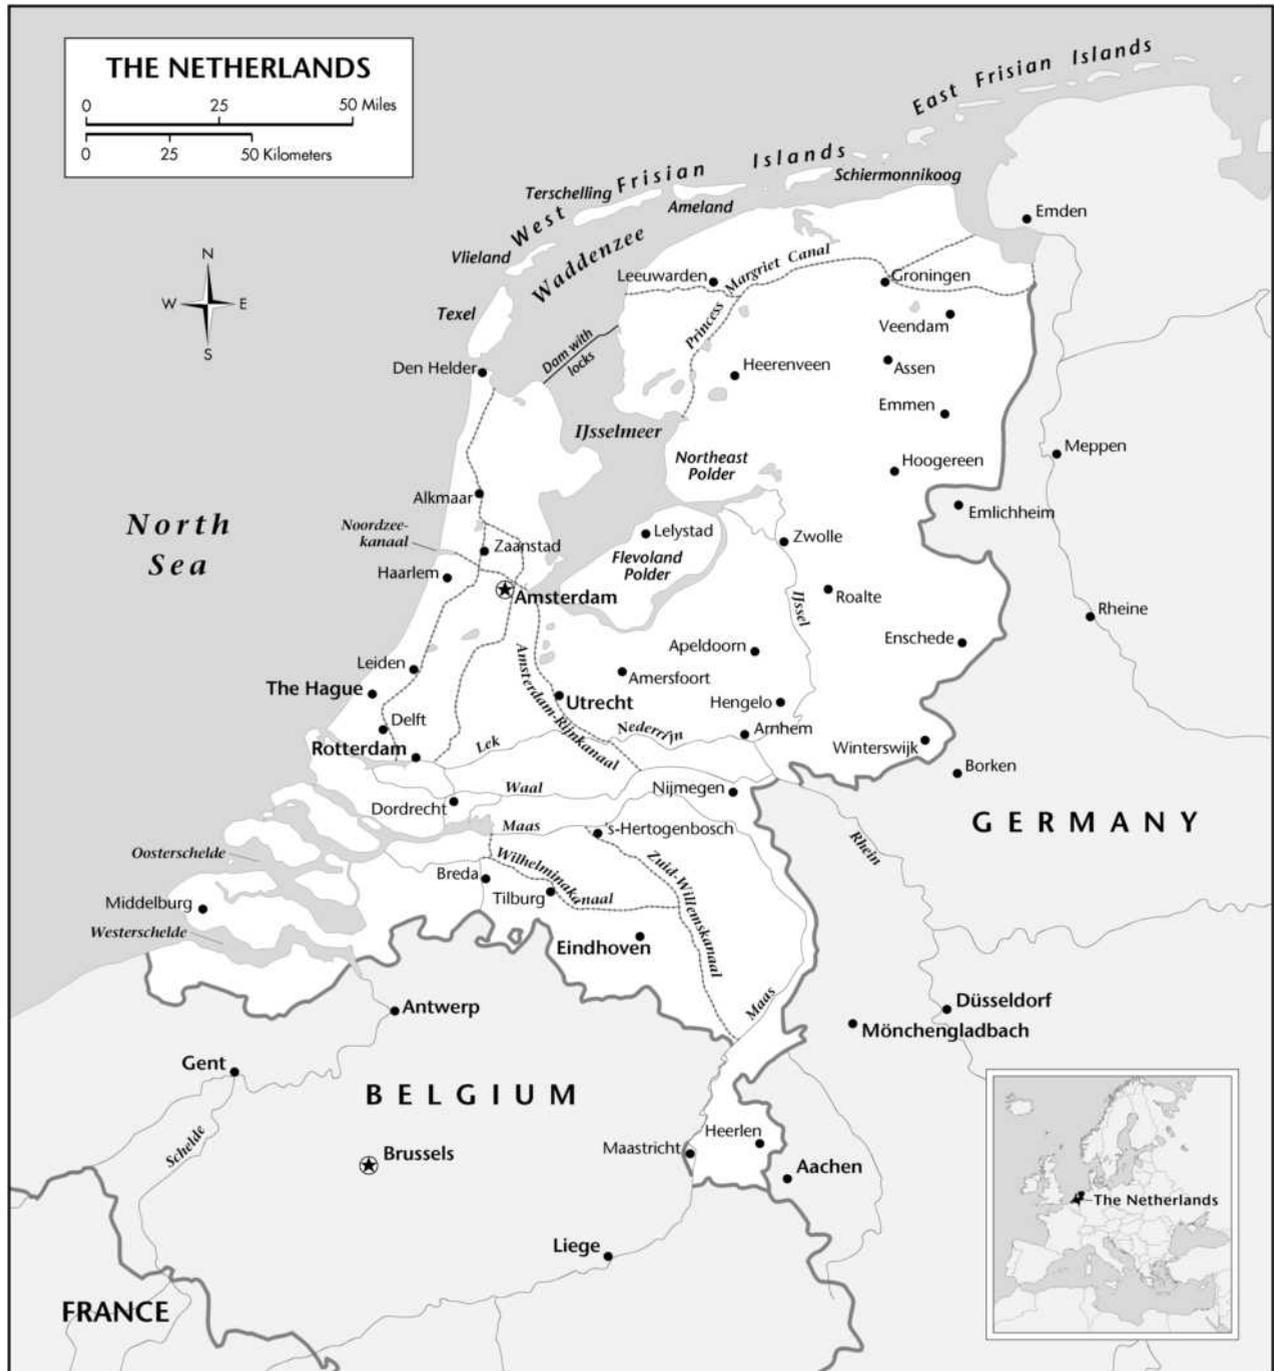 THE NETHERLANDS
0 25 50 Miles
0 25 50 Kilometers
East Frisian Islands
West Frisian Islands
Schiermonnikoog
Terschelling
Ameland
Emden
Vlieland
Waddenzee
N
W E
S
Leeuwarden
Princess Margriet Canal
Groningen
Texel
Veendam
Dam with
locks
Den Helder
Heerenveen
Assen
Emmen
IJsselmeer
Northeast
Polder
Hoogereen
Meppen
Alkmaar
Emlichheim
North
Sea
Noordzee-
kanaal
Zaanstad
Lelystad
Zwolle
Flevoland
Polder
Haarlem
Amsterdam
Roalte
IJssel
Rheine
Enschede
Apeldoorn
Leiden
Amersfoort
The Hague
Amsterdam-Rijnkanaal
Utrecht
Hengelo
Delft
Nederrijn
Arnhem
Rotterdam
Lek
Winterswijk
Borken
Waal
Nijmegen
Dordrecht
GERMANY
Maas
's-Hertogenbosch
Rhein
Oosterschelde
Wilhelminakanaal
Zuid-Willemskanaal
Breda
Tilburg
Middelburg
Westerschelde
Eindhoven
Maas
Antwerp
Düsseldorf
Mönchengladbach
Gent
BELGIUM
Schelde
Brussels
Maastricht
Heerlen
Aachen
The Netherlands
Liege
FRANCE